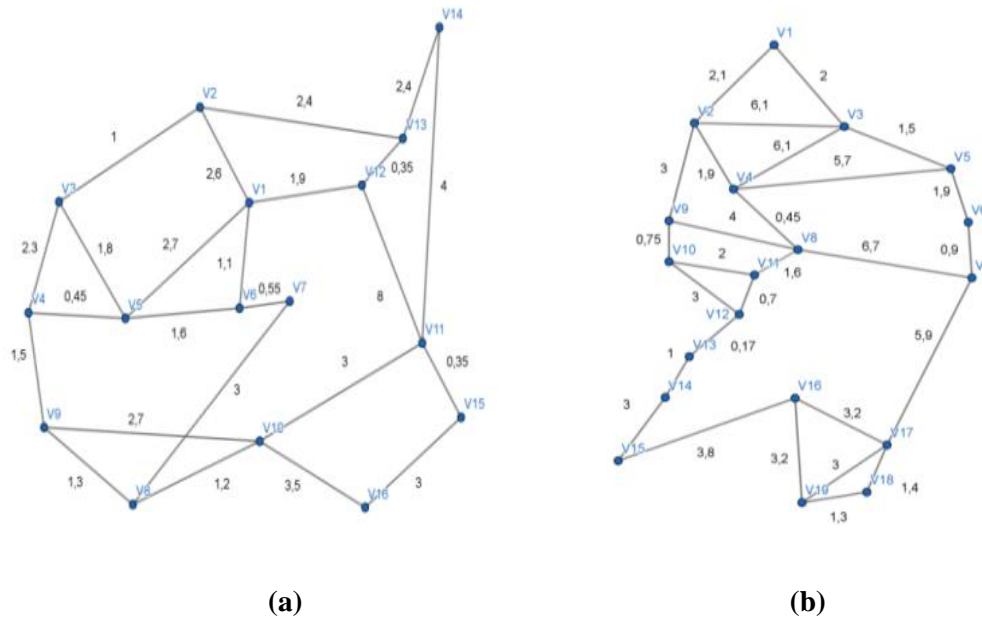 V14
V2
2,4
2,4
V13
1
0,35
V12
2,6
V3
V1
1,9
4
1,8
2,7
2.3
1,1
0,45
V4
V5
V6
0,55
V7
1,6
8
V11
1,5
3
3
0,35
V9
2,7
V10
V15
1,3
V8
1,2
3,5
V16
3
(a)
V1
2,1
2
V2
6,1
V3
1,5
6,1
5,7
V5
3
1,9
V4
1,9
4
0,45
V9
V6
0,75
V8
0,9
V10
2
V11
1,6
6,7
3
0,7
V12
V13
0,17
5,9
1
V14
V16
3
3,2
V15
3,8
V17
3,2
3
V18
V19
1,4
1,3
(b)